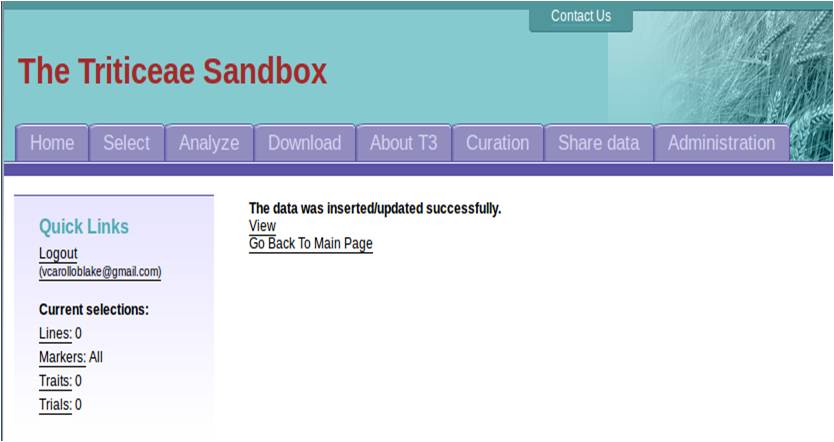 Contact Us
The Triticeae Sandbox
Home Select Analyze Download About T3 Curation Share data Administration
Quick Links
Logout
(vcarolloblake@gmail.com)
Current selections:
Lines: 0
Markers: All
Traits: 0
Trials: 0
The data was inserted/updated successfully.
View
Go Back To Main Page